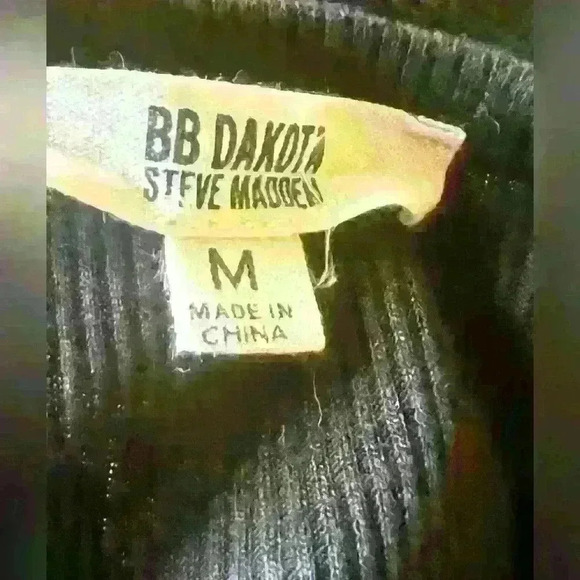 BB DAKOTA
STEVE MADDEN
M
MADE IN
CHINA